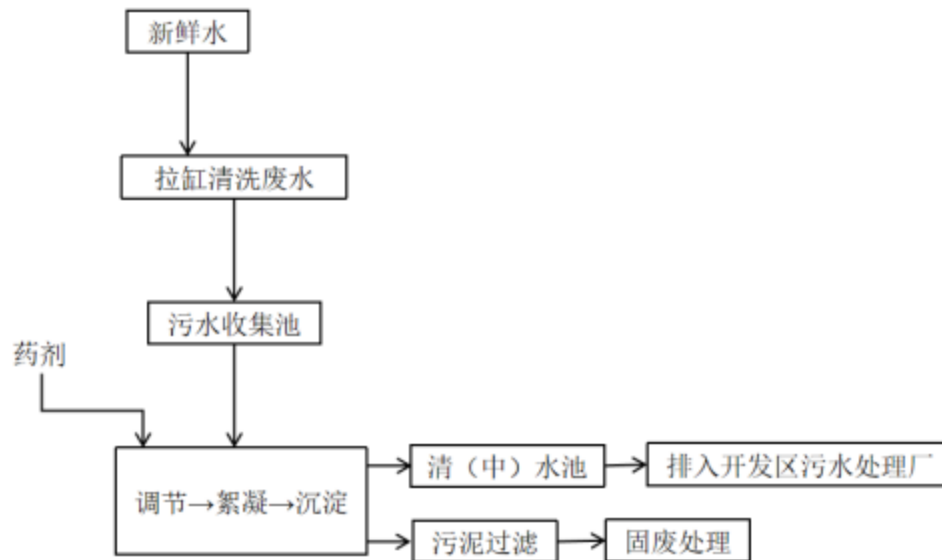 新鲜水
拉缸清洗废水
污水收集池
药剂
调节→絮凝→沉淀
清（中）水池
排入开发区污水处理厂
污泥过滤
固废处理